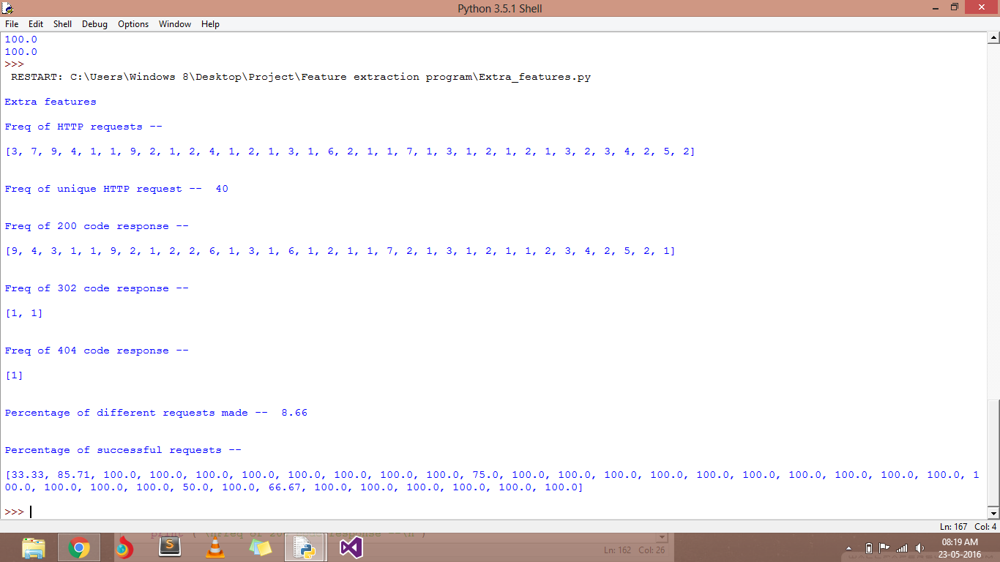 Python 3.5.1 Shell
File Edit Shell Debug Options Window Help
100.0
100.0
>>>
RESTART: C:\Users\Windows 8\Desktop\Project\Feature extraction program\Extra_features.py
Extra features
Freq of HTTP requests --
[3, 7, 9, 4, 1, 1, 9, 2, 1, 2, 4, 1, 2, 1, 3, 1, 6, 2, 1, 1, 7, 1, 3, 1, 2, 1, 2, 1, 3, 2, 3, 4, 2, 5, 2]
Freq of unique HTTP request --  40
Freq of 200 code response --
[9, 4, 3, 1, 1, 9, 2, 1, 2, 2, 6, 1, 3, 1, 6, 1, 2, 1, 1, 7, 2, 1, 3, 1, 2, 1, 1, 2, 3, 4, 2, 5, 2, 1]
Freq of 302 code response --
[1, 1]
Freq of 404 code response --
[1]
Percentage of different requests made --  8.66
Percentage of successful requests --
[33.33, 85.71, 100.0, 100.0, 100.0, 100.0, 100.0, 100.0, 100.0, 100.0, 75.0, 100.0, 100.0, 100.0, 100.0, 100.0, 100.0, 100.0, 100.0, 100.0, 100.0, 1
00.0, 100.0, 100.0, 100.0, 50.0, 100.0, 66.67, 100.0, 100.0, 100.0, 100.0, 100.0, 100.0]
>>>
Ln: 167 Col: 4
Ln: 162 Col: 26
08:19 AM
23-05-2016